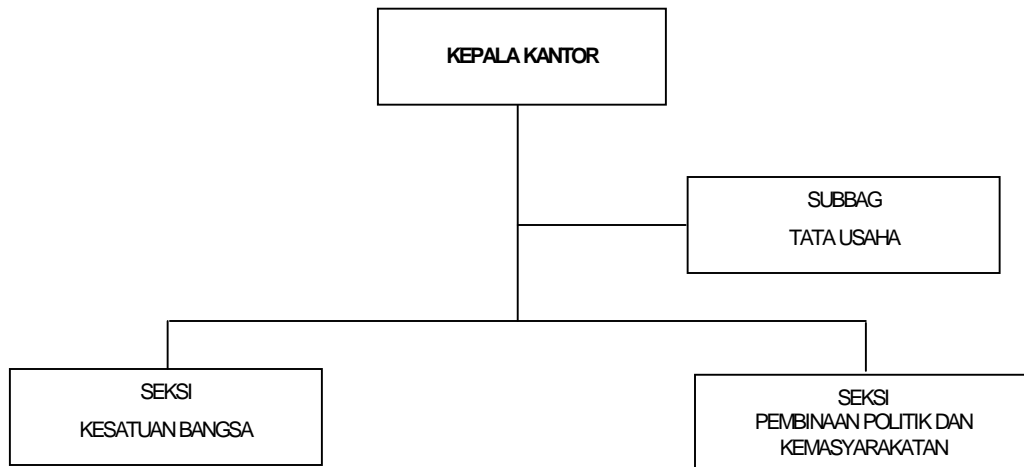 KEPALA KANTOR
SUBBAG
TATA USAHA
SEKSI
KESATUAN BANGSA
SEKSI
PEMBINAAN POLITIK DAN
KEMASYARAKATAN